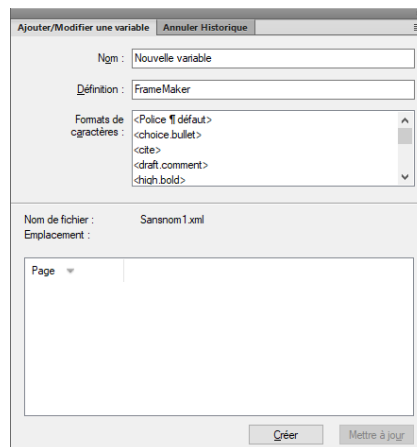 Ajouter/Modifier une variable Annuler Historique
Nom : Nouvelle variable
Définition : FrameMaker
Formats de caractères : <Police ¶ défaut>
<choice.bullet>
<cite>
<draft.comment>
<high.bold>
Nom de fichier : Sansnom1.xml
Emplacement :
Page
Créer Mettre à jour